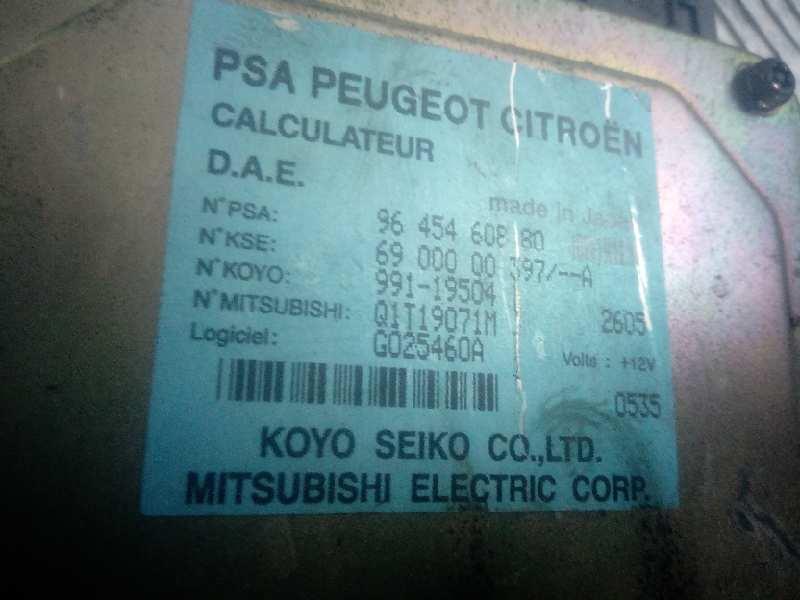 PSA PEUGEOT CITROËN
CALCULATEUR
D.A.E.
made in
N°PSA: 96 454 608 80
N°KSE: 69 000 00 397/--A
N°KOYO: 991-19504
N°MITSUBISHI: Q1T19071M 2605
Logiciel: G025460A Volts : +12V
0535
KOYO SEIKO CO.,LTD.
MITSUBISHI ELECTRIC CORP.